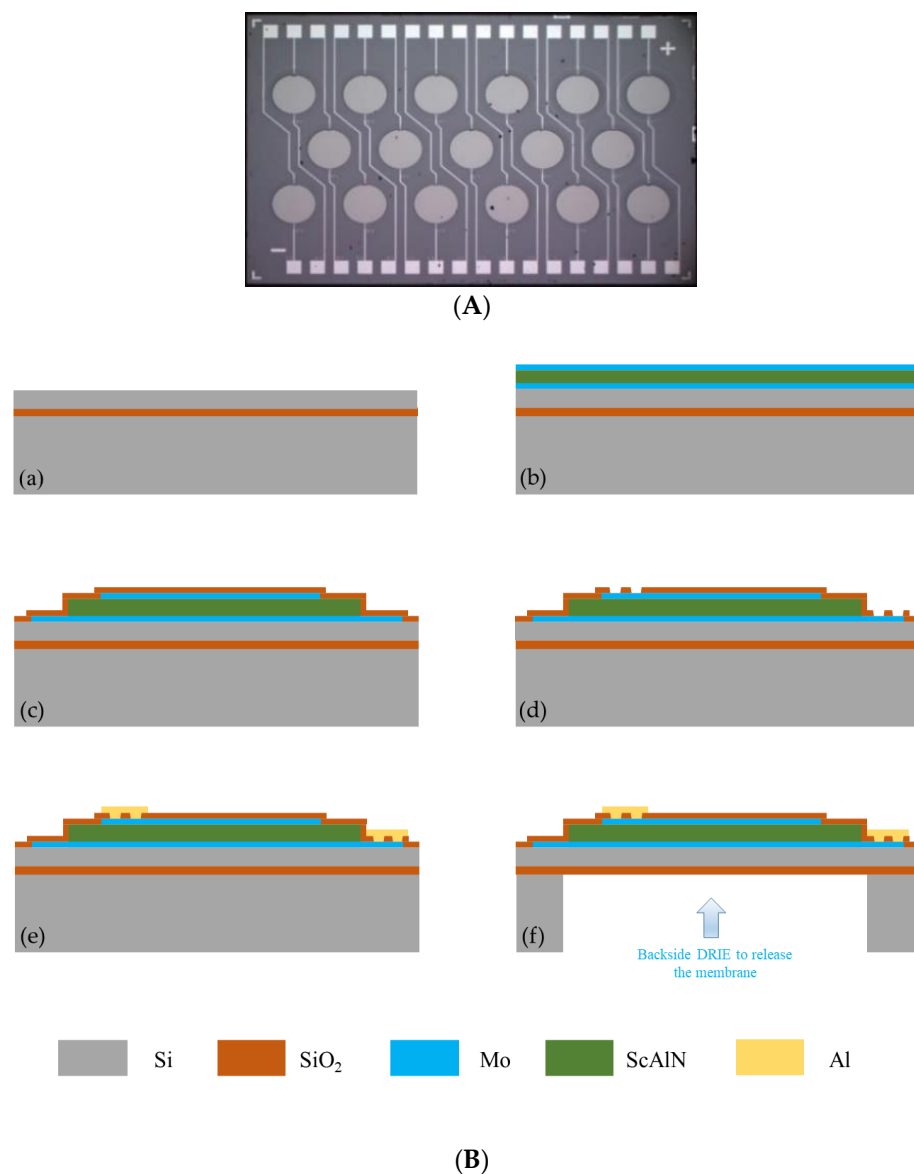 +
−
(A)
(a)
(b)
(c)
(d)
(e)
(f)
Backside DRIE to release
the membrane
Si
SiO₂
Mo
ScAlN
Al
(B)